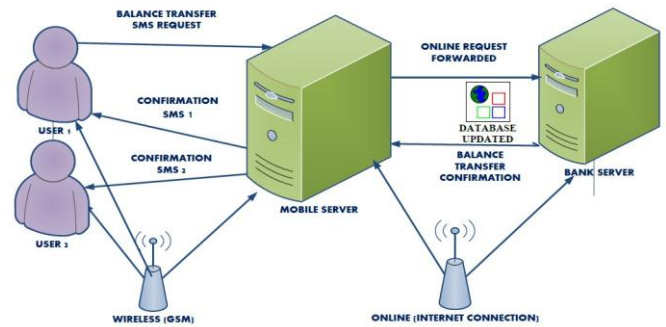 BALANCE TRANSFER
SMS REQUEST
ONLINE REQUEST
FORWARDED
CONFIRMATION
SMS 1
USER 1
DATABASE
UPDATED
CONFIRMATION
SMS 2
BALANCE
TRANSFER
CONFIRMATION
BANK SERVER
MOBILE SERVER
USER 2
WIRELESS (GSM)
ONLINE (INTERNET CONNECTION)